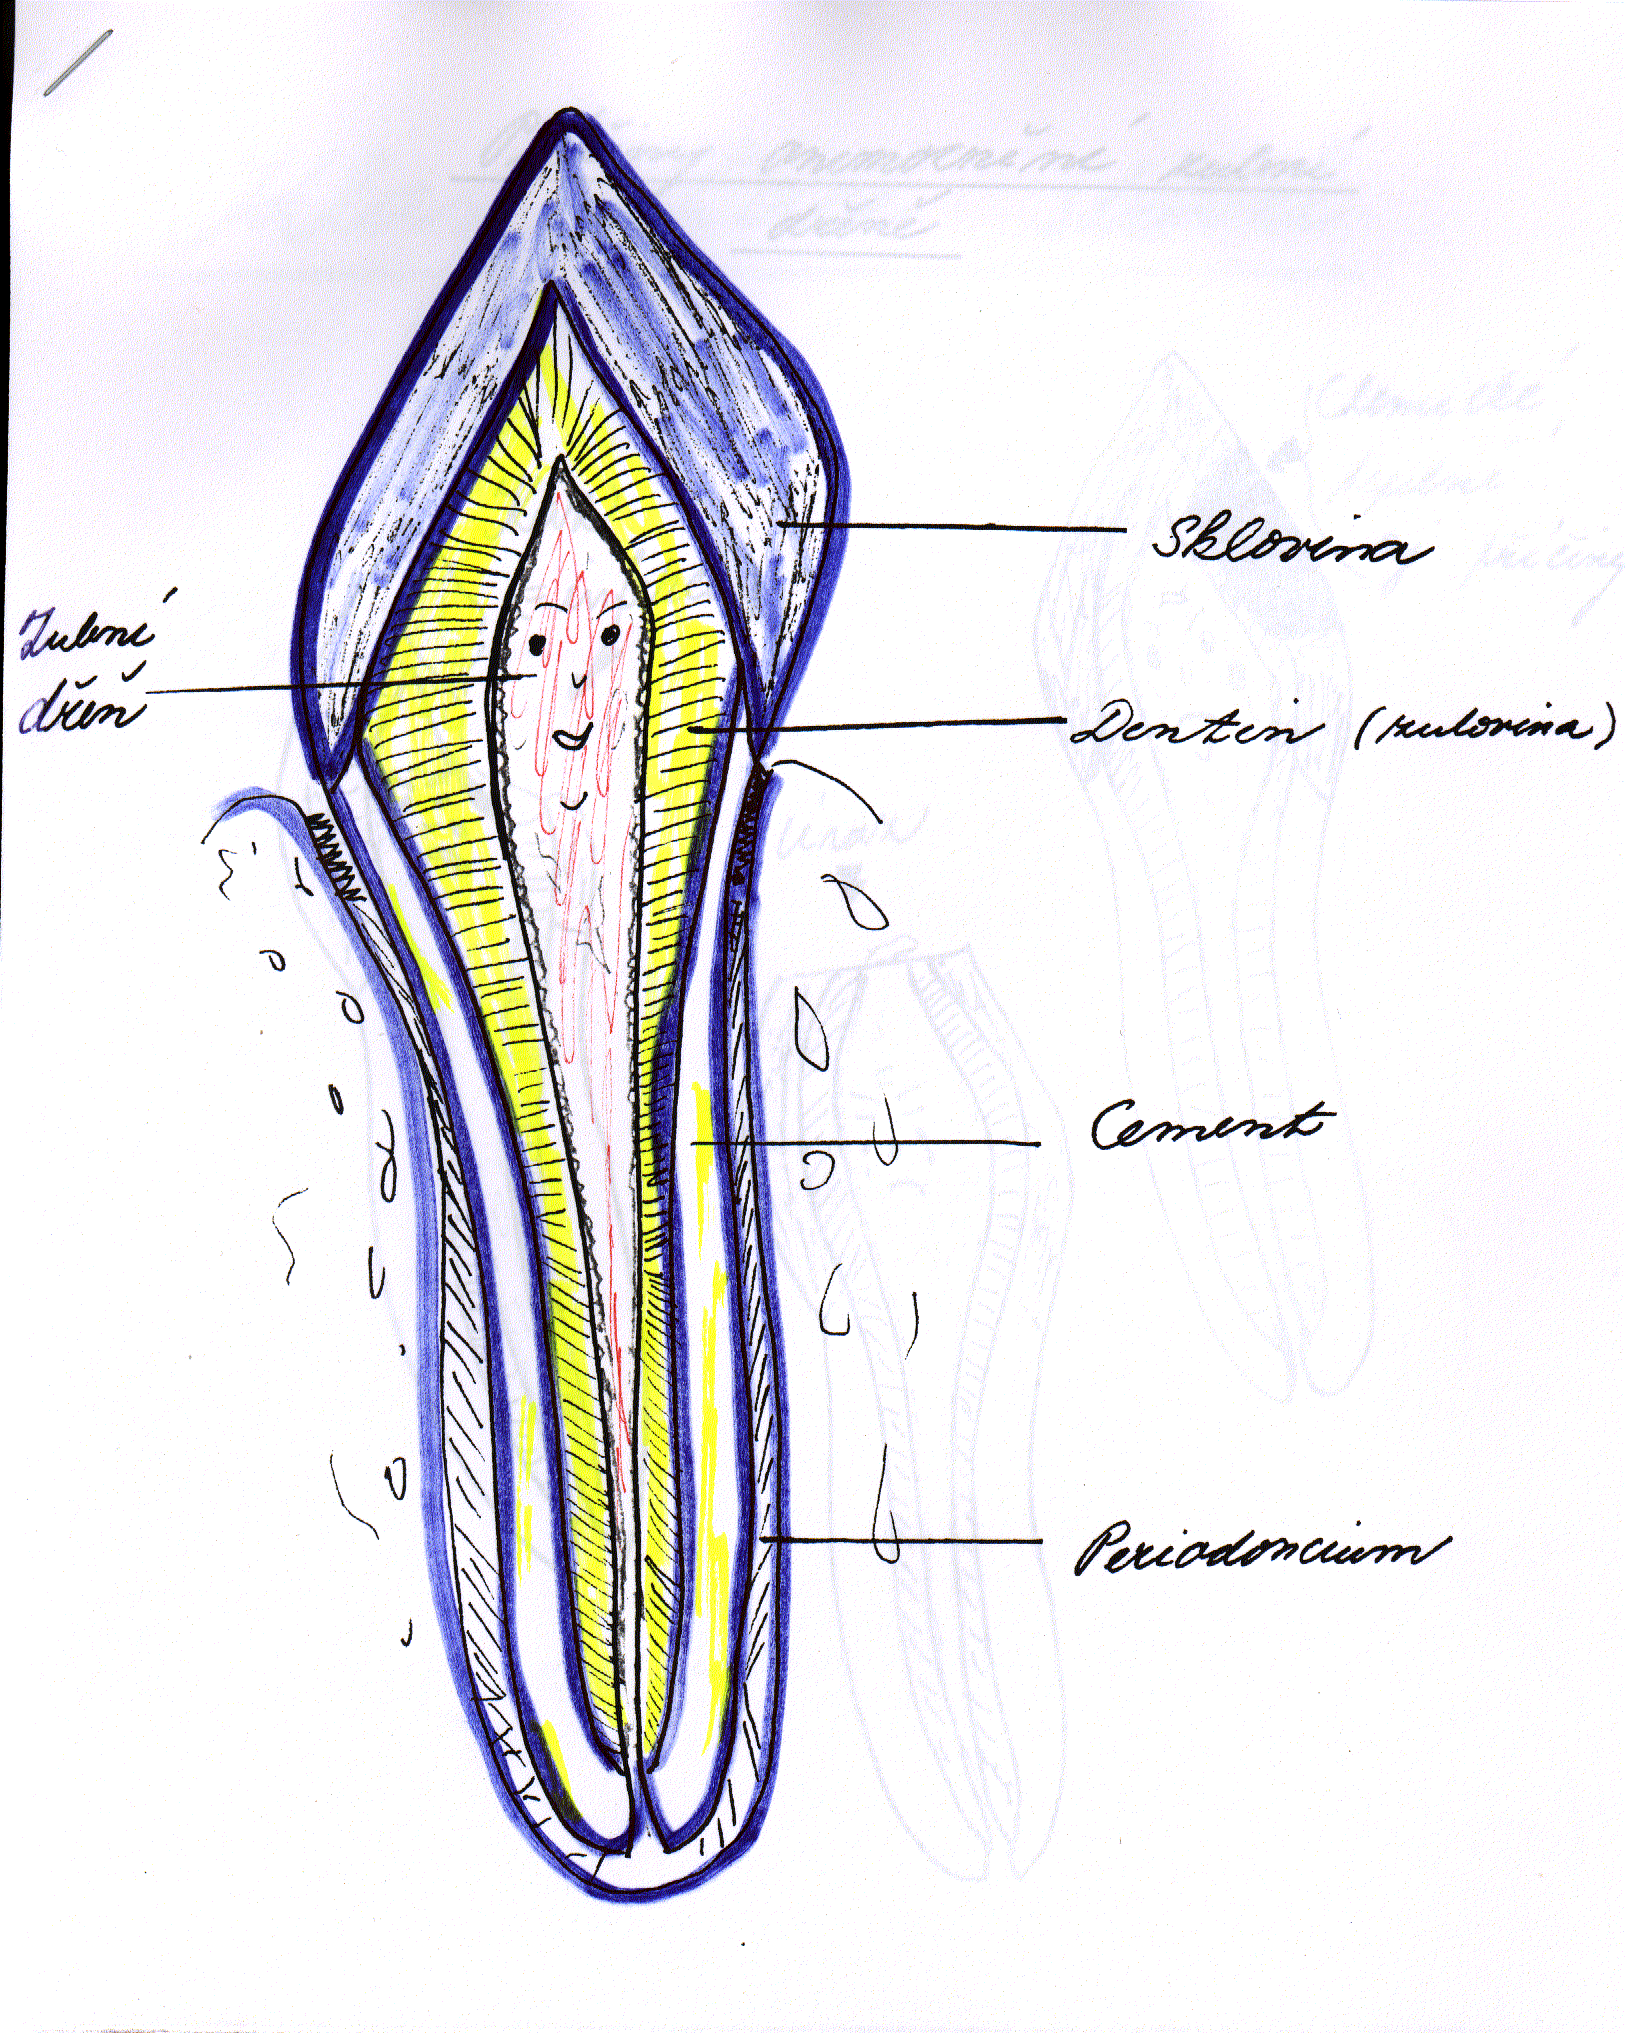 Sklovina
Zubní
dřeň
Dentin (zubovina)
Cement
Periodoncium